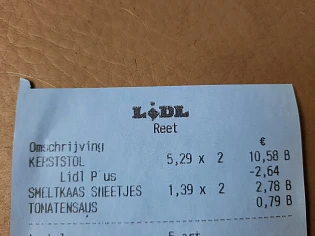 LIDL
Reet
Omschrijving €
KERSTSTOL 5,29 x 2 10,58 B
Lidl Plus -2,64
SMELTKAAS SNEETJES 1,39 x 2 2,78 B
TOMATENSAUS 0,79 B